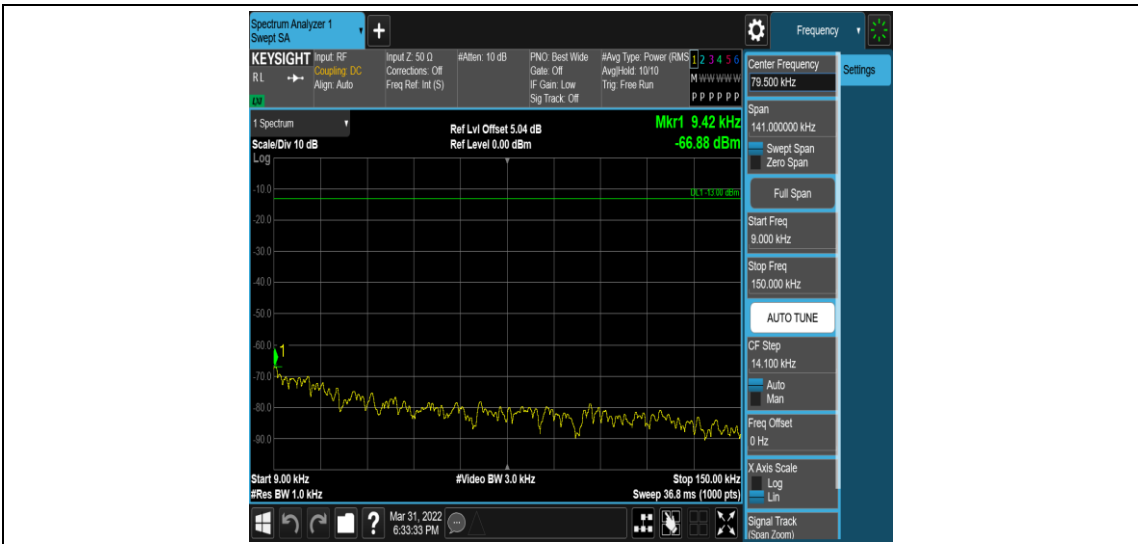 Spectrum Analyzer 1
Swept SA
+
Frequency
KEYSIGHT
RL
LXI
Input: RF
Coupling: DC
Align: Auto
Input Z: 50 Ω
Corrections: Off
Freq Ref: Int (S)
#Atten: 10 dB
PNO: Best Wide
Gate: Off
IF Gain: Low
Sig Track: Off
#Avg Type: Power (RMS
Avg|Hold: 10/10
Trig: Free Run
1 2 3 4 5 6
M W W W W W
P P P P P P
1 Spectrum
Scale/Div 10 dB
Log
Ref Lvl Offset 5.04 dB
Ref Level 0.00 dBm
Mkr1 9.42 kHz
-66.88 dBm
DL1 -13.00 dBm
-10.0
-20.0
-30.0
-40.0
-50.0
-60.0
1
-70.0
-80.0
-90.0
Start 9.00 kHz
#Res BW 1.0 kHz
#Video BW 3.0 kHz
Stop 150.00 kHz
Sweep 36.8 ms (1000 pts)
?
Mar 31, 2022
6:33:33 PM
Center Frequency
79.500 kHz
Settings
Span
141.000000 kHz
Swept Span
Zero Span
Full Span
Start Freq
9.000 kHz
Stop Freq
150.000 kHz
AUTO TUNE
CF Step
14.100 kHz
Auto
Man
Freq Offset
0 Hz
X Axis Scale
Log
Lin
Signal Track
(Span Zoom)